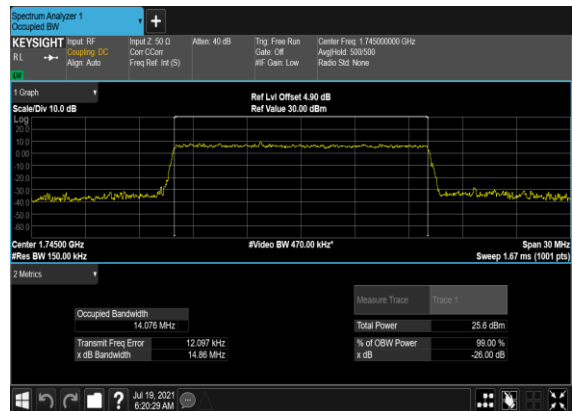 Spectrum Analyzer 1
Occupied BW
KEYSIGHT
Input: RF
Coupling: DC
Align: Auto
Input Z: 50 Ω
Corr CCorr
Freq Ref: Int (S)
Atten: 40 dB
Trig: Free Run
Gate: Off
#IF Gain: Low
Center Freq: 1.745000000 GHz
Avg|Hold: 500/500
Radio Std: None
R L
LW
1 Graph
Scale/Div 10.0 dB
Ref Lvl Offset 4.90 dB
Ref Value 30.00 dBm
Log
20.0
10.0
0.00
-10.0
-20.0
-30.0
-40.0
-50.0
-60.0
Center 1.74500 GHz
#Video BW 470.00 kHz*
Span 30 MHz
#Res BW 150.00 kHz
Sweep 1.67 ms (1001 pts)
2 Metrics
Measure Trace
Trace 1
Occupied Bandwidth
14.076 MHz
Total Power
25.6 dBm
Transmit Freq Error
12.097 kHz
% of OBW Power
99.00 %
x dB Bandwidth
14.86 MHz
x dB
-26.00 dB
?
Jul 19, 2021
6:20:29 AM